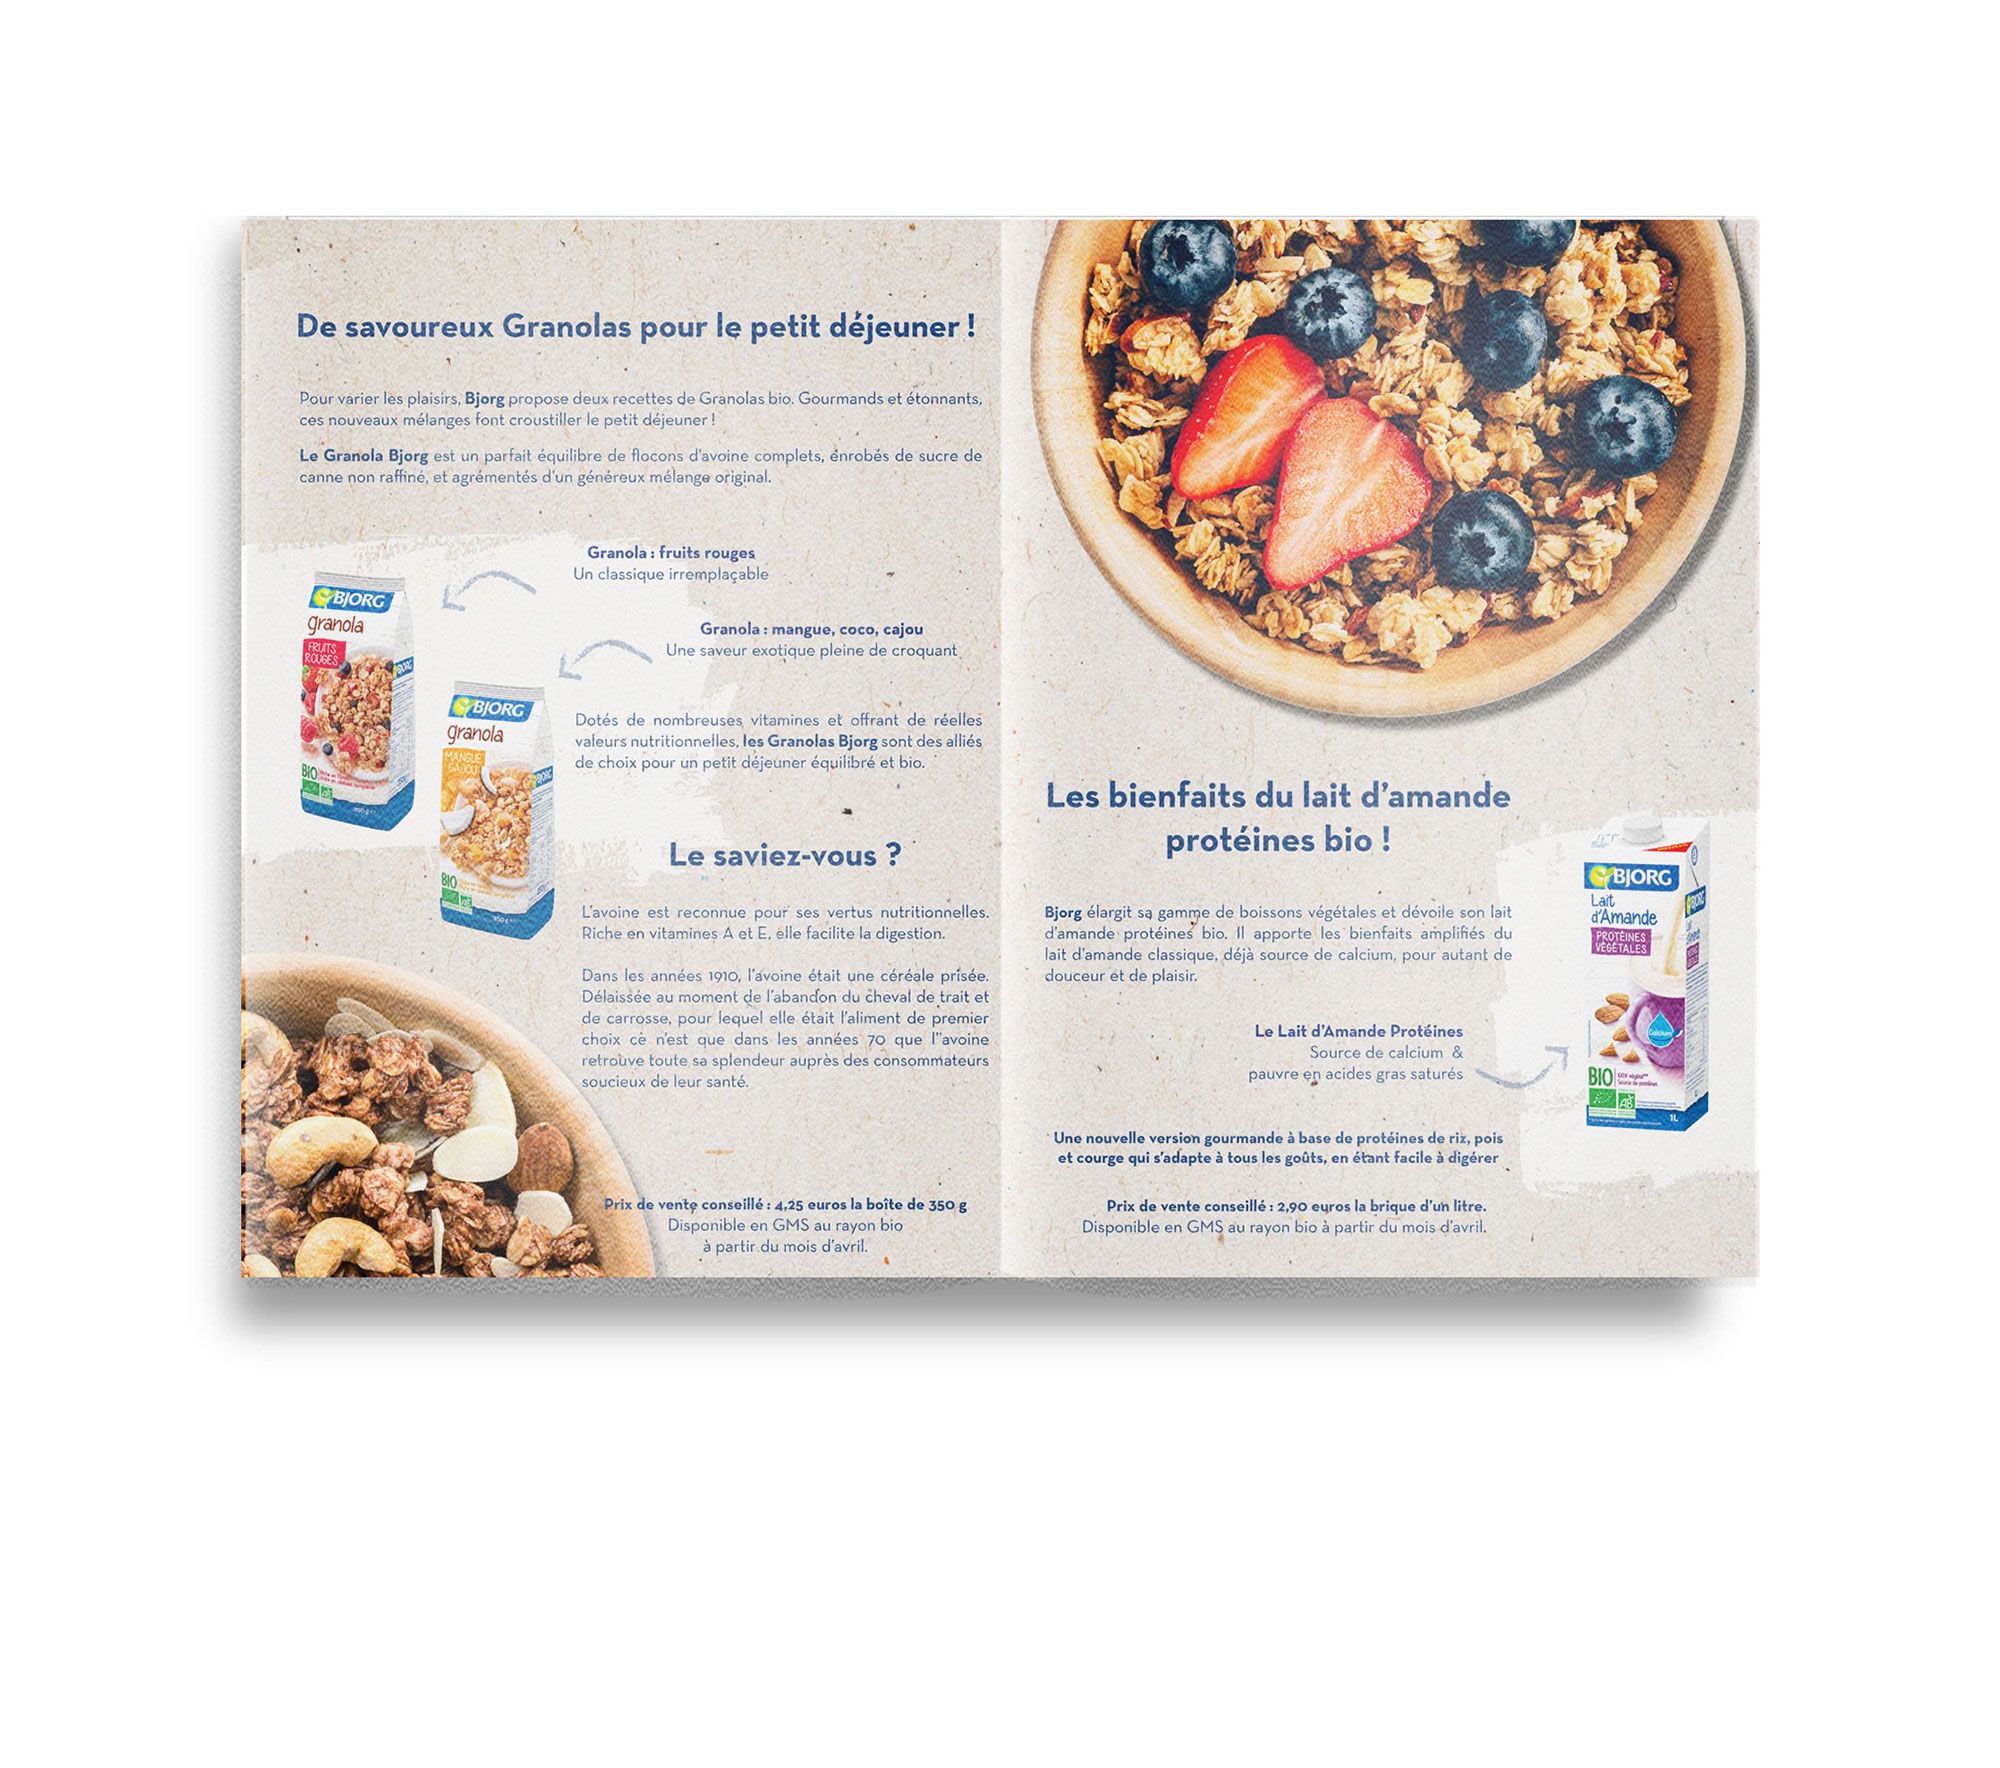 De savoureux Granolas pour le petit déjeuner !
Pour varier les plaisirs, Bjorg propose deux recettes de Granolas bio. Gourmands et étonnants,
ces nouveaux mélanges font croustiller le petit déjeuner !
Le Granola Bjorg est un parfait équilibre de flocons d'avoine complets, énrobés de sucre de
canne non raffiné, et agrémentés d'un généreux mélange original.
Granola : fruits rouges
Un classique irremplaçable
Granola : mangue, coco, cajou
Une saveur exotique pleine de croquant
BJORG
granola
FRUITS
ROUGES
BJORG
BIO
350g
BJORG
granola
MANGUE
BJORG
BIO
350g
Dotés de nombreuses vitamines et offrant de réelles
valeurs nutritionnelles, les Granolas Bjorg sont des alliés
de choix pour un petit déjeuner équilibré et bio.
Le saviez-vous ?
L'avoine est reconnue pour ses vertus nutritionnelles.
Riche en vitamines A et E, elle facilite la digestion.
Dans les années 1910, l'avoine était une céréale prisée.
Délaissée au moment de l'abandon du cheval de trait et
de carrosse, pour lequel elle était l'aliment de premier
choix ce n'est que dans les années 70 que l''avoine
retrouve toute sa splendeur auprès des consommateurs
soucieux de leur santé.
Prix de vente conseillé : 4,25 euros la boîte de 350 g
Disponible en GMS au rayon bio
à partir du mois d'avril.
Les bienfaits du lait d'amande
protéines bio !
Bjorg élargit sa gamme de boissons végétales et dévoile son lait
d'amande protéines bio. Il apporte les bienfaits amplifiés du
lait d'amande classique, déjà source de calcium, pour autant de
douceur et de plaisir.
Le Lait d'Amande Protéines
Source de calcium &
pauvre en acides gras saturés
BJORG
Lait
d'Amande
PROTÉINES
VÉGÉTALES
BJORG
Calcium
BIO
AB
1L
Une nouvelle version gourmande à base de protéines de riz, pois
et courge qui s'adapte à tous les goûts, en étant facile à digérer
Prix de vente conseillé : 2,90 euros la brique d'un litre.
Disponible en GMS au rayon bio à partir du mois d'avril.